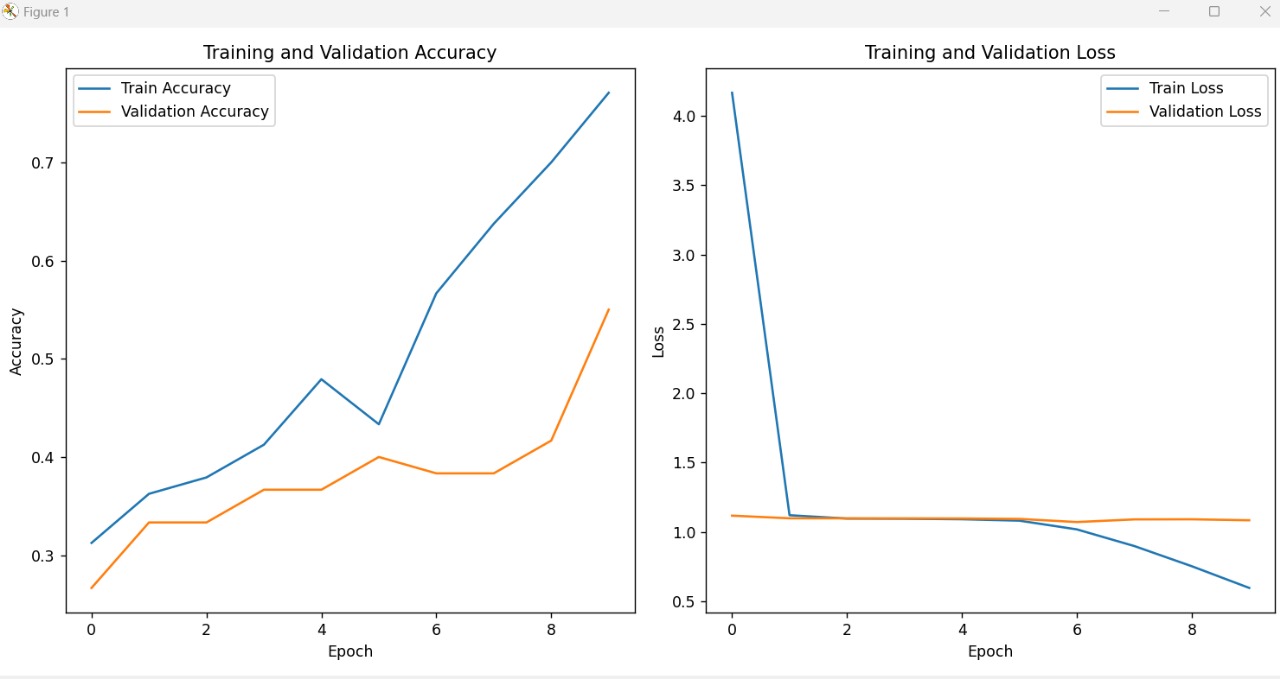 Figure 1
Training and Validation Accuracy
Train Accuracy
Validation Accuracy
0.7
0.6
0.5
0.4
0.3
Accuracy
0 2 4 6 8
Epoch
Training and Validation Loss
Train Loss
Validation Loss
4.0
3.5
3.0
2.5
2.0
1.5
1.0
0.5
Loss
0 2 4 6 8
Epoch